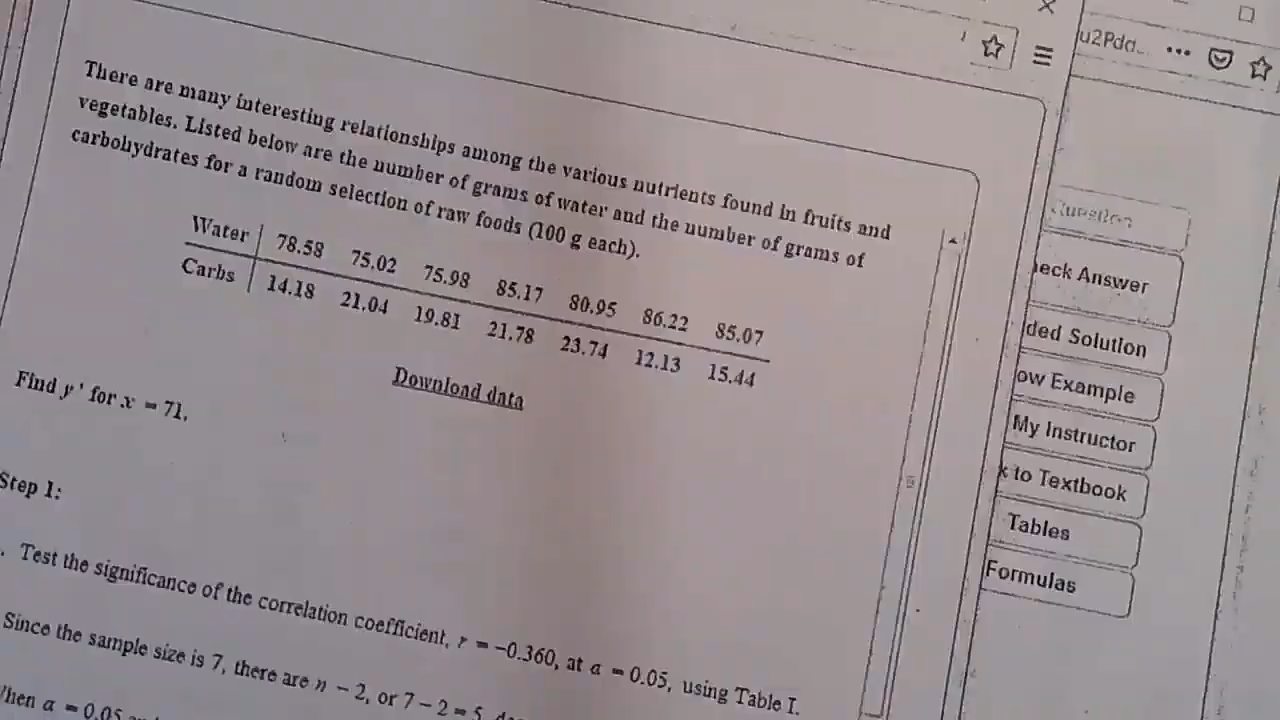 u2Pdd... •••
There are many interesting relationships among the various nutrients found in fruits and
vegetables. Listed below are the number of grams of water and the number of grams of
carbohydrates for a random selection of raw foods (100 g each).
Water 78.58 75.02 75.98 85.17 80.95 86.22 85.07
Carbs 14.18 21.04 19.81 21.78 23.74 12.13 15.44
Download data
Find y' for x = 71.
Step 1:
. Test the significance of the correlation coefficient, r = -0.360, at α = 0.05, using Table I.
Since the sample size is 7, there are n - 2, or 7 - 2 = 5,
When α = 0.05
Question
eck Answer
ded Solution
ow Example
My Instructor
k to Textbook
Tables
Formulas